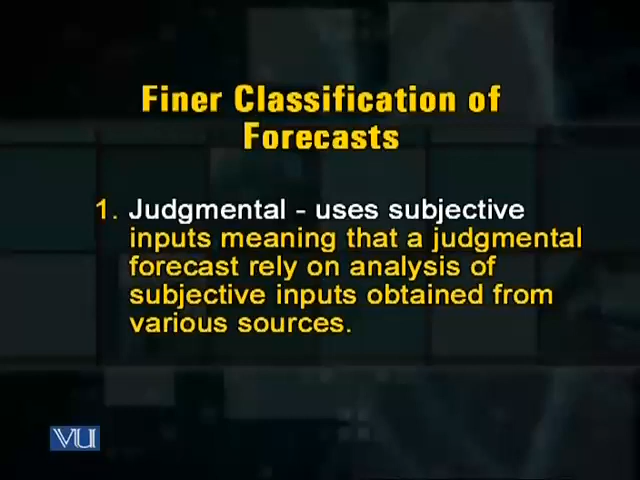 Finer Classification of
Forecasts
1. Judgmental - uses subjective
inputs meaning that a judgmental
forecast rely on analysis of
subjective inputs obtained from
various sources.
VU